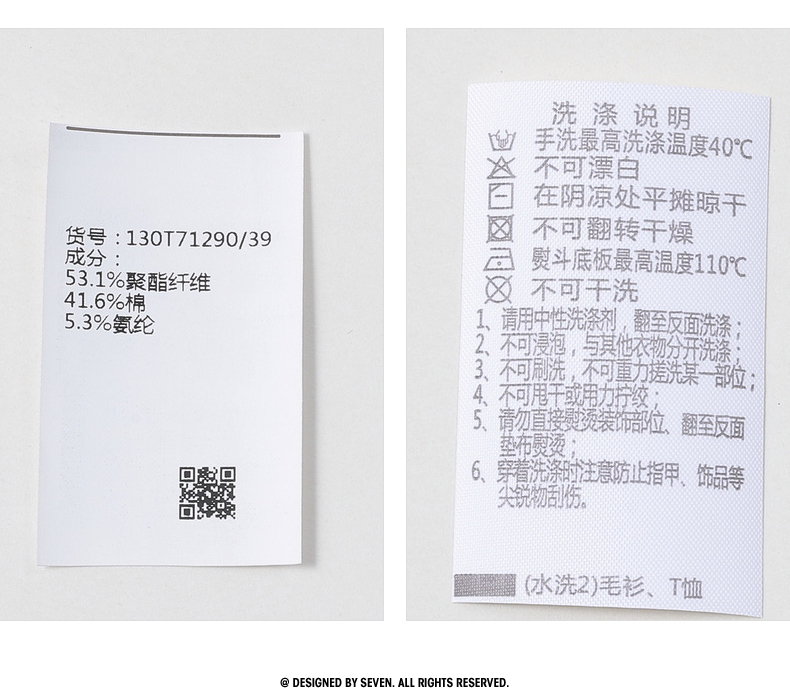 货号：130T71290/39
成分：
53.1%聚酯纤维
41.6%棉
5.3%氨纶
洗涤说明
手洗最高洗涤温度40℃
不可漂白
在阴凉处平摊晾干
不可翻转干燥
熨斗底板最高温度110℃
不可干洗
1、请用中性洗涤剂，翻至反面洗涤；
2、不可浸泡，与其他衣物分开洗涤；
3、不可刷洗，不可重力搓洗某一部位；
4、不可甩干或用力拧绞；
5、请勿直接熨烫装饰部位、翻至反面
垫布熨烫；
6、穿着洗涤时注意防止指甲、饰品等
尖锐物刮伤。
(水洗2)毛衫、T恤
@ DESIGNED BY SEVEN. ALL RIGHTS RESERVED.